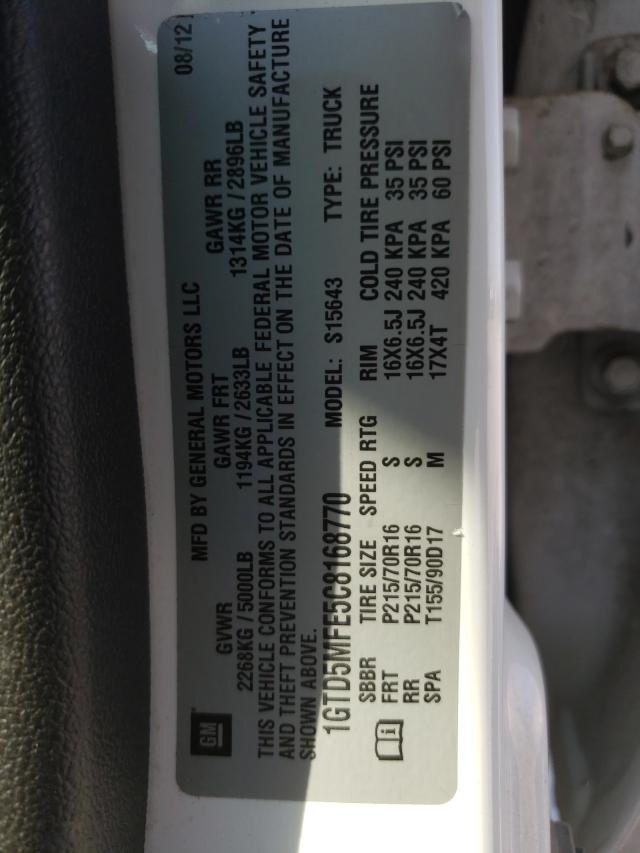 MFD BY GENERAL MOTORS LLC 08/12
GVWR GAWR FRT GAWR RR
2268KG / 5000LB 1194KG / 2633LB 1314KG / 2896LB
THIS VEHICLE CONFORMS TO ALL APPLICABLE FEDERAL MOTOR VEHICLE SAFETY
AND THEFT PREVENTION STANDARDS IN EFFECT ON THE DATE OF MANUFACTURE
SHOWN ABOVE.
GM
1GTD5MFE5C8168770 MODEL: S15643 TYPE: TRUCK
SBBR TIRE SIZE SPEED RTG RIM COLD TIRE PRESSURE
FRT P215/70R16 S 16X6.5J 240 KPA 35 PSI
RR P215/70R16 S 16X6.5J 240 KPA 35 PSI
SPA T155/90D17 M 17X4T 420 KPA 60 PSI